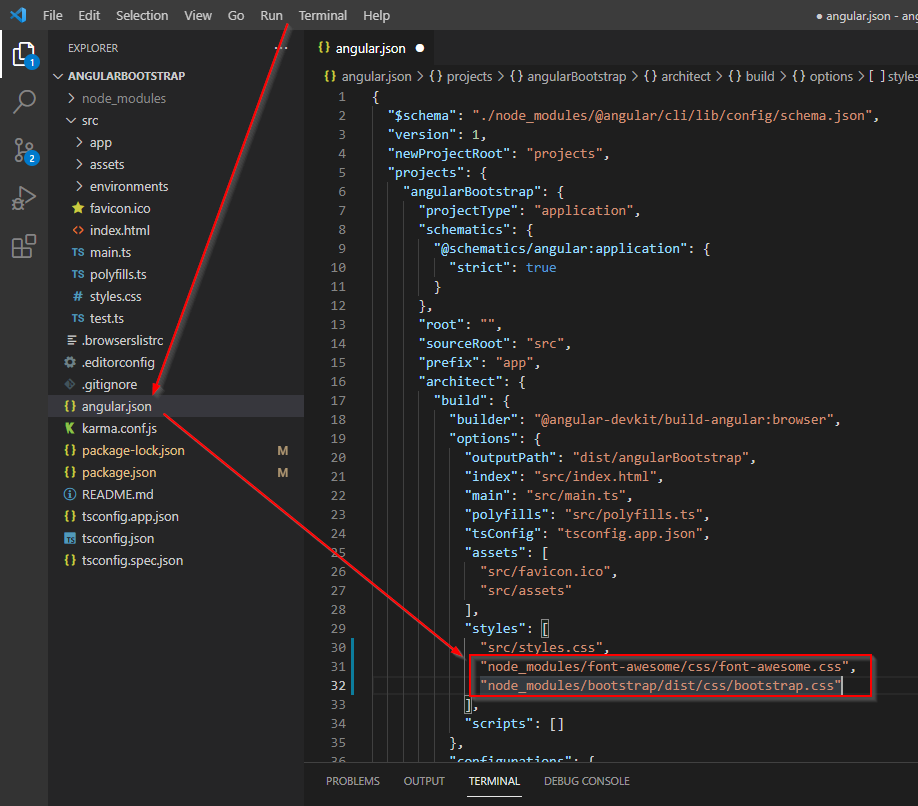 File Edit Selection View Go Run Terminal Help
● angular.json - ang
EXPLORER ...
ANGULARBOOTSTRAP
node_modules
src
app
assets
environments
favicon.ico
index.html
TS main.ts
TS polyfills.ts
# styles.css
TS test.ts
.browserslistrc
.editorconfig
.gitignore
{} angular.json
karma.conf.js
{} package-lock.json M
{} package.json M
README.md
{} tsconfig.app.json
TS tsconfig.json
{} tsconfig.spec.json
1
2
{} angular.json ●
{} angular.json > {} projects > {} angularBootstrap > {} architect > {} build > {} options > [ ] styles
1 {
2 "$schema": "./node_modules/@angular/cli/lib/config/schema.json",
3 "version": 1,
4 "newProjectRoot": "projects",
5 "projects": {
6 "angularBootstrap": {
7 "projectType": "application",
8 "schematics": {
9 "@schematics/angular:application": {
10 "strict": true
11 }
12 },
13 "root": "",
14 "sourceRoot": "src",
15 "prefix": "app",
16 "architect": {
17 "build": {
18 "builder": "@angular-devkit/build-angular:browser",
19 "options": {
20 "outputPath": "dist/angularBootstrap",
21 "index": "src/index.html",
22 "main": "src/main.ts",
23 "polyfills": "src/polyfills.ts",
24 "tsConfig": "tsconfig.app.json",
25 "assets": [
26 "src/favicon.ico",
27 "src/assets"
28 ],
29 "styles": [
30 "src/styles.css",
31 "node_modules/font-awesome/css/font-awesome.css",
32 "node_modules/bootstrap/dist/css/bootstrap.css"
33 ],
34 "scripts": []
35 },
36 "configurations": {
PROBLEMS OUTPUT TERMINAL DEBUG CONSOLE